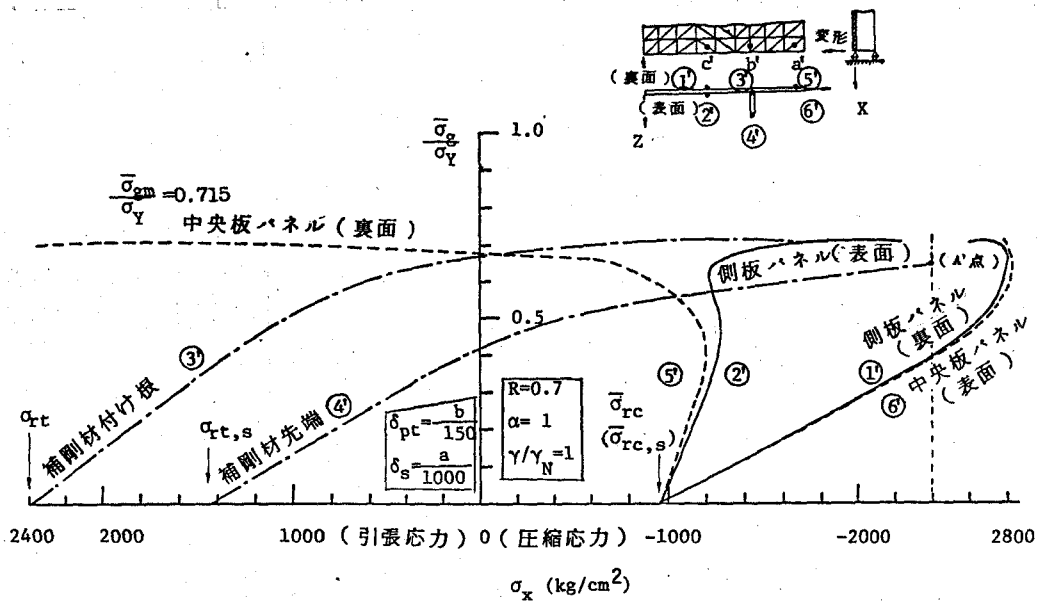 変形
c' b' a'
(裏面) ①' ③' ⑤'
(表面) ②' ④' ⑥'
X
Z
σ̅g/σY
1.0
σ̅gm/σY =0.715
中央板パネル(裏面)
側板パネル(表面)
(a'点)
0.5
側板パネル
(裏面)
中央板パネル
(表面)
③'
①'
⑥'
⑤' ②'
σrt
補剛材付け根
σrt,s
補剛材先端 ④'
δpt=b/150
δs=a/1000
R=0.7
α= 1
γ/γN=1
σ̅rc
(σ̅rc,s)
2400 2000 1000 (引張応力) 0 (圧縮応力) -1000 -2000 2800
σx (kg/cm²)